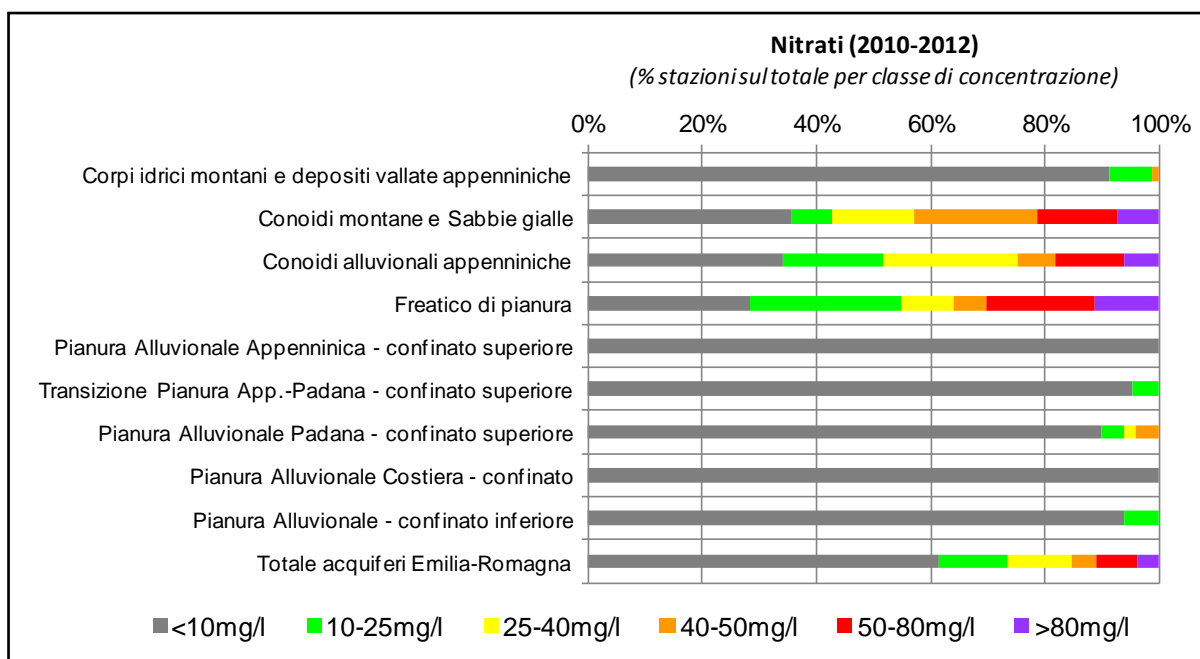 Nitrati (2010-2012)
(% stazioni sul totale per classe di concentrazione)
0% 20% 40% 60% 80% 100%
Corpi idrici montani e depositi vallate appenniniche
Conoidi montane e Sabbie gialle
Conoidi alluvionali appenniniche
Freatico di pianura
Pianura Alluvionale Appenninica - confinato superiore
Transizione Pianura App.-Padana - confinato superiore
Pianura Alluvionale Padana - confinato superiore
Pianura Alluvionale Costiera - confinato
Pianura Alluvionale - confinato inferiore
Totale acquiferi Emilia-Romagna
<10mg/l 10-25mg/l 25-40mg/l 40-50mg/l 50-80mg/l >80mg/l